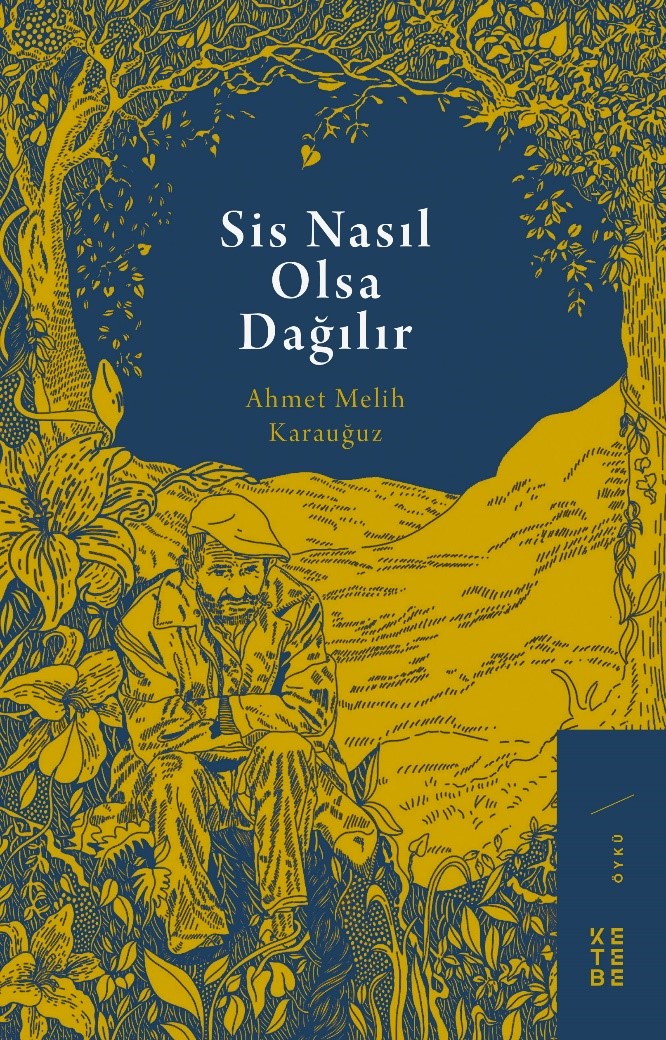 Sis Nasıl
Olsa
Dağılır
Ahmet Melih
Karauğuz
ÖYKÜ
KETEBE